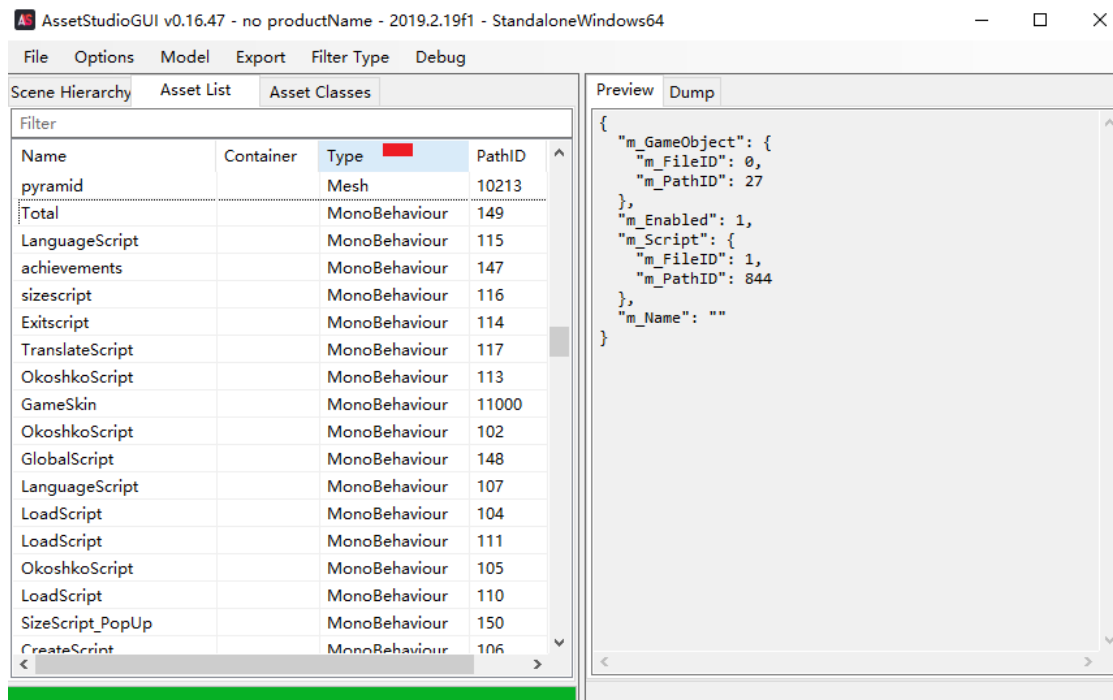 AssetStudioGUI v0.16.47 - no productName - 2019.2.19f1 - StandaloneWindows64
File Options Model Export Filter Type Debug
Scene Hierarchy Asset List Asset Classes
Filter
Name Container Type PathID
pyramid Mesh 10213
Total MonoBehaviour 149
LanguageScript MonoBehaviour 115
achievements MonoBehaviour 147
sizescript MonoBehaviour 116
Exitscript MonoBehaviour 114
TranslateScript MonoBehaviour 117
OkoshkoScript MonoBehaviour 113
GameSkin MonoBehaviour 11000
OkoshkoScript MonoBehaviour 102
GlobalScript MonoBehaviour 148
LanguageScript MonoBehaviour 107
LoadScript MonoBehaviour 104
LoadScript MonoBehaviour 111
OkoshkoScript MonoBehaviour 105
LoadScript MonoBehaviour 110
SizeScript_PopUp MonoBehaviour 150
CreateScript MonoBehaviour 106
Preview Dump
{
"m_GameObject": {
"m_FileID": 0,
"m_PathID": 27
},
"m_Enabled": 1,
"m_Script": {
"m_FileID": 1,
"m_PathID": 844
},
"m_Name": ""
}